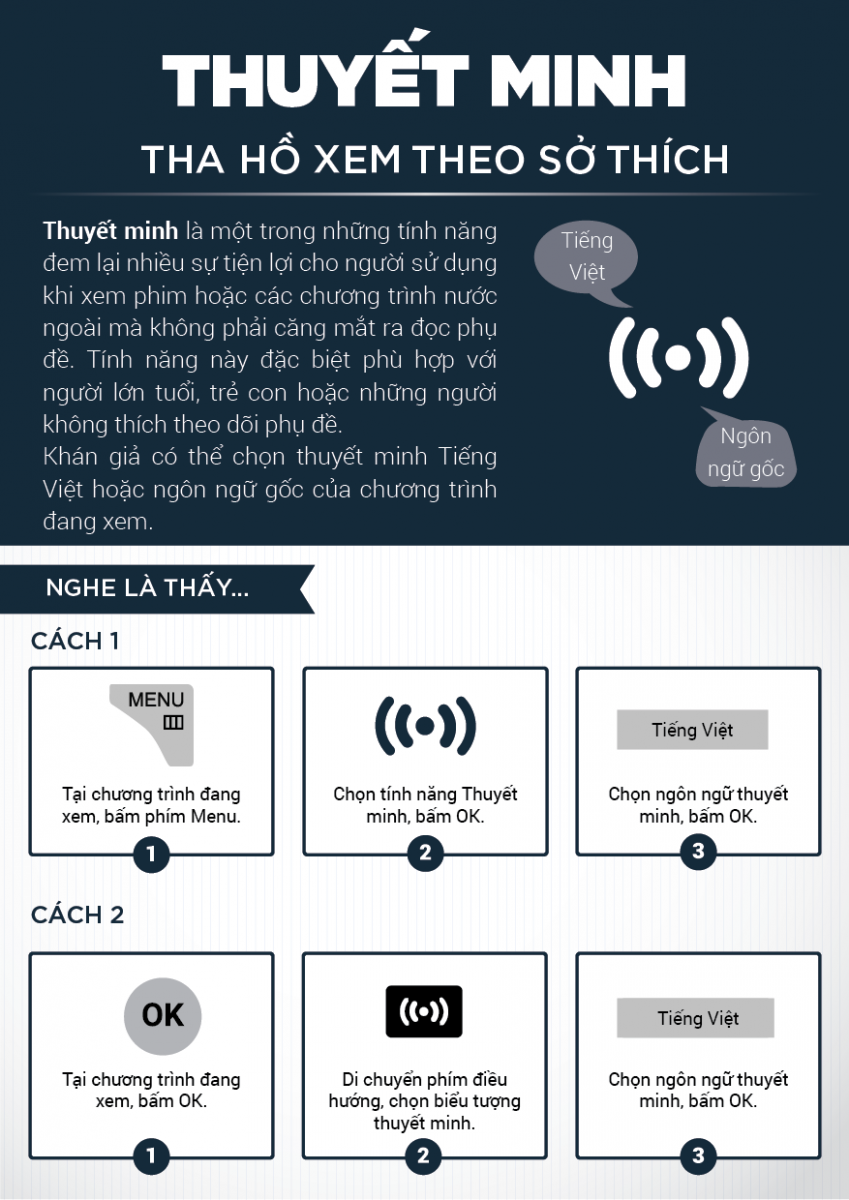 THUYẾT MINH
THA HỒ XEM THEO SỞ THÍCH
Thuyết minh là một trong những tính năng
đem lại nhiều sự tiện lợi cho người sử dụng
khi xem phim hoặc các chương trình nước
ngoài mà không phải căng mắt ra đọc phụ
đề. Tính năng này đặc biệt phù hợp với
người lớn tuổi, trẻ con hoặc những người
không thích theo dõi phụ đề.
Khán giả có thể chọn thuyết minh Tiếng
Việt hoặc ngôn ngữ gốc của chương trình
đang xem.
Tiếng
Việt
Ngôn
ngữ gốc
NGHE LÀ THẤY...
CÁCH 1
MENU
Tại chương trình đang
xem, bấm phím Menu.
1
Chọn tính năng Thuyết
minh, bấm OK.
2
Tiếng Việt
Chọn ngôn ngữ thuyết
minh, bấm OK.
3
CÁCH 2
OK
Tại chương trình đang
xem, bấm OK.
1
Di chuyển phím điều
hướng, chọn biểu tượng
thuyết minh.
2
Tiếng Việt
Chọn ngôn ngữ thuyết
minh, bấm OK.
3